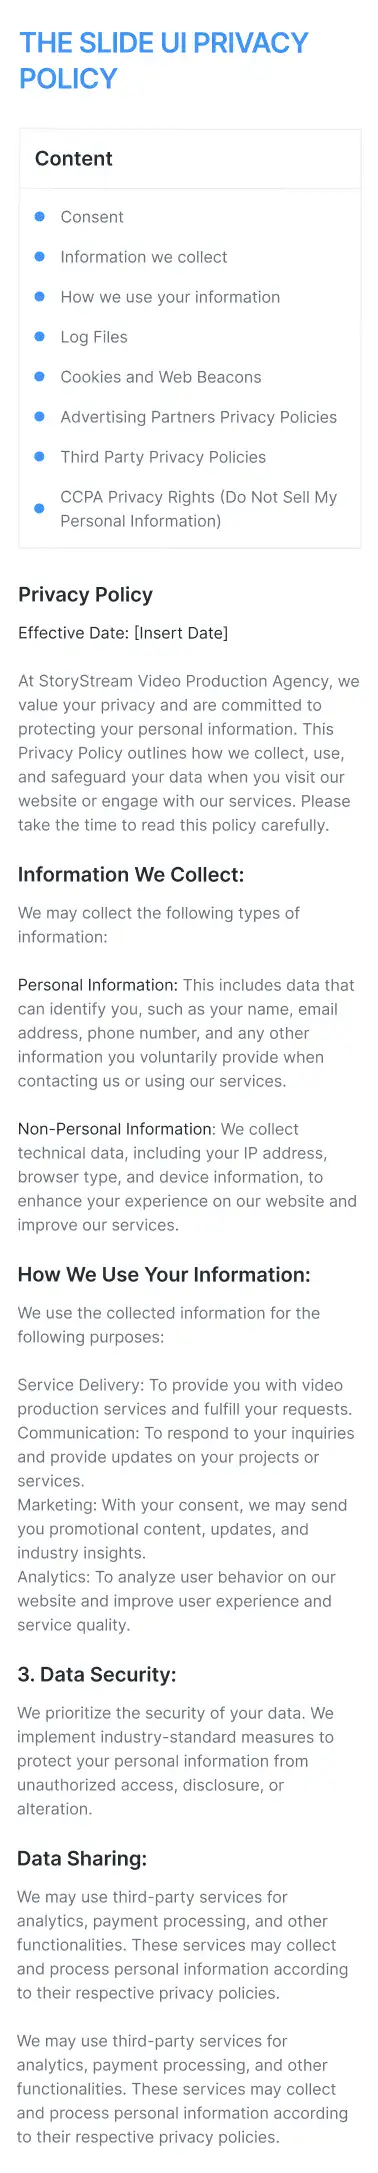 THE SLIDE UI PRIVACY
POLICY
Content
Consent
Information we collect
How we use your information
Log Files
Cookies and Web Beacons
Advertising Partners Privacy Policies
Third Party Privacy Policies
CCPA Privacy Rights (Do Not Sell My
Personal Information)
Privacy Policy
Effective Date: [Insert Date]
At StoryStream Video Production Agency, we
value your privacy and are committed to
protecting your personal information. This
Privacy Policy outlines how we collect, use,
and safeguard your data when you visit our
website or engage with our services. Please
take the time to read this policy carefully.
Information We Collect:
We may collect the following types of
information:
Personal Information: This includes data that
can identify you, such as your name, email
address, phone number, and any other
information you voluntarily provide when
contacting us or using our services.
Non-Personal Information: We collect
technical data, including your IP address,
browser type, and device information, to
enhance your experience on our website and
improve our services.
How We Use Your Information:
We use the collected information for the
following purposes:
Service Delivery: To provide you with video
production services and fulfill your requests.
Communication: To respond to your inquiries
and provide updates on your projects or
services.
Marketing: With your consent, we may send
you promotional content, updates, and
industry insights.
Analytics: To analyze user behavior on our
website and improve user experience and
service quality.
3. Data Security:
We prioritize the security of your data. We
implement industry-standard measures to
protect your personal information from
unauthorized access, disclosure, or
alteration.
Data Sharing:
We may use third-party services for
analytics, payment processing, and other
functionalities. These services may collect
and process personal information according
to their respective privacy policies.
We may use third-party services for
analytics, payment processing, and other
functionalities. These services may collect
and process personal information according
to their respective privacy policies.